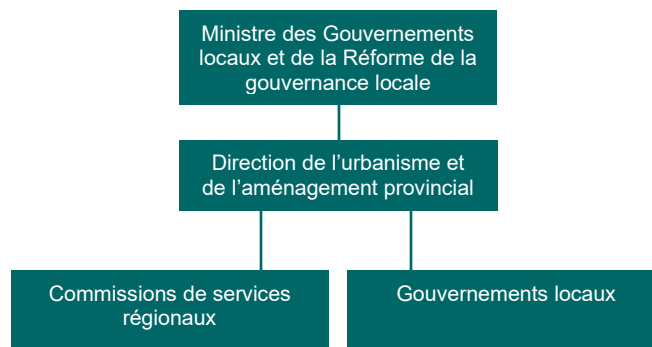 Ministre des Gouvernements
locaux et de la Réforme de la
gouvernance locale
Direction de l’urbanisme et
de l’aménagement provincial
Commissions de services
régionaux
Gouvernements locaux